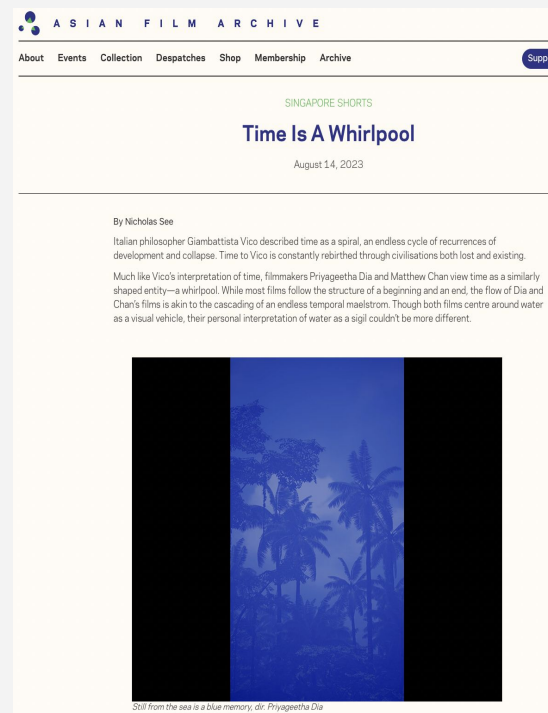 ASIAN FILM ARCHIVE
About Events Collection Despatches Shop Membership Archive
Supp
SINGAPORE SHORTS
Time Is A Whirlpool
August 14, 2023
By Nicholas See
Italian philosopher Giambattista Vico described time as a spiral, an endless cycle of recurrences of
development and collapse. Time to Vico is constantly rebirthed through civilisations both lost and existing.
Much like Vico's interpretation of time, filmmakers Priyageetha Dia and Matthew Chan view time as a similarly
shaped entity—a whirlpool. While most films follow the structure of a beginning and an end, the flow of Dia and
Chan's films is akin to the cascading of an endless temporal maelstrom. Though both films centre around water
as a visual vehicle, their personal interpretation of water as a sigil couldn't be more different.
Still from the sea is a blue memory, dir. Priyageetha Dia